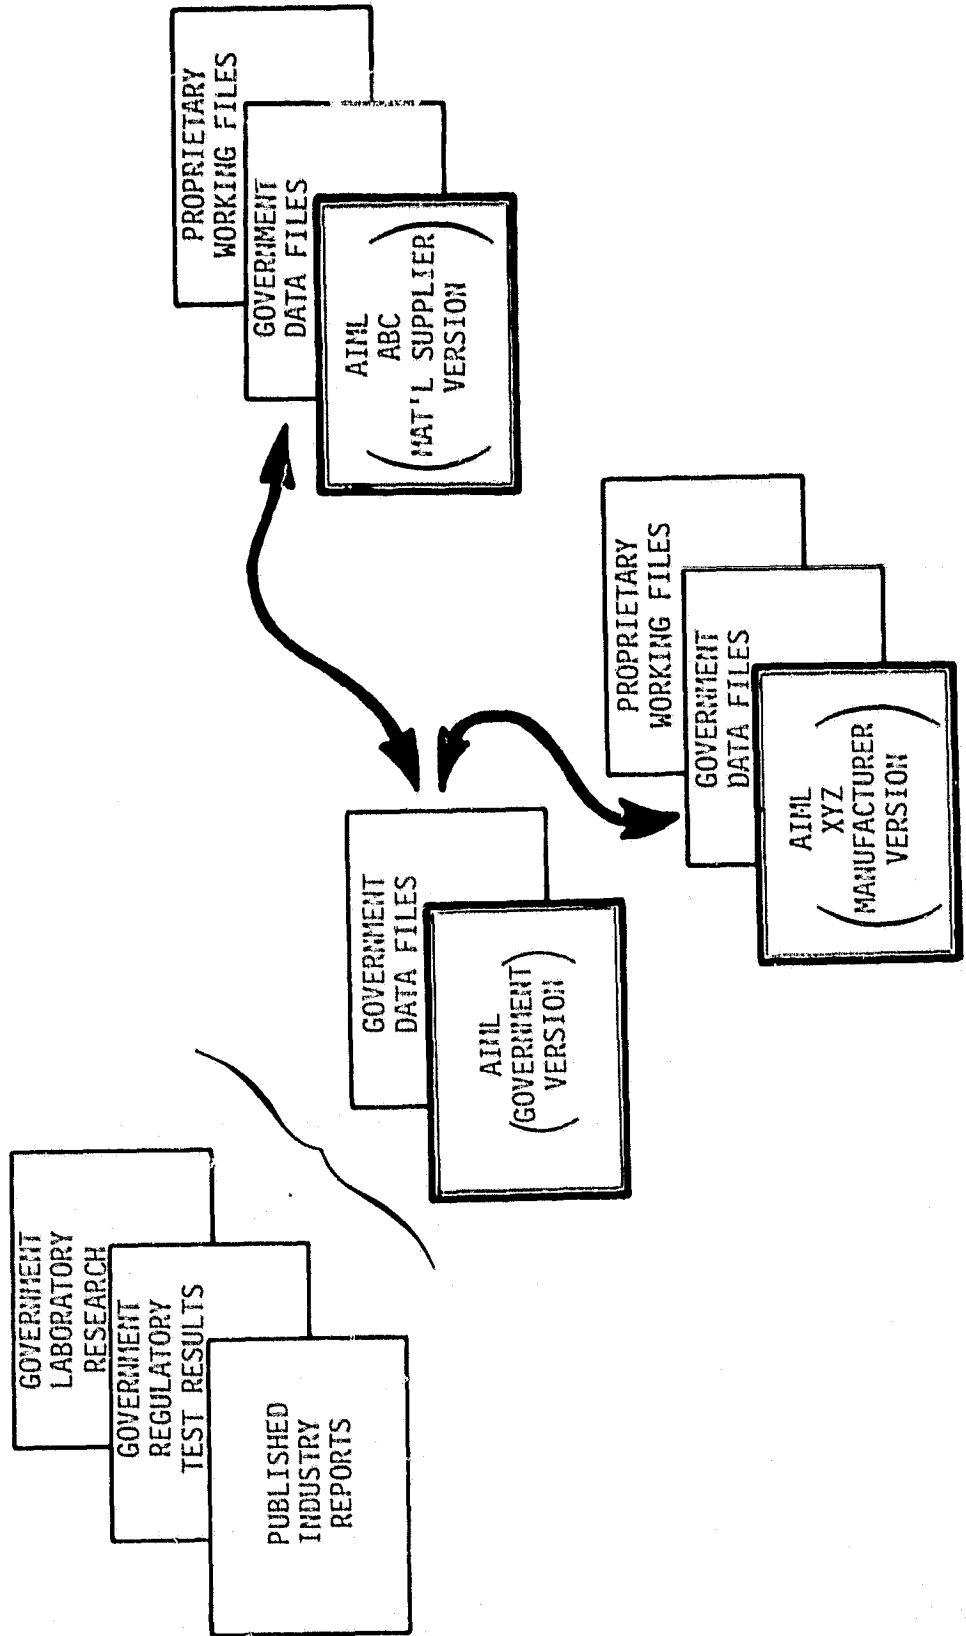 GOVERNMENT
LABORATORY
RESEARCH
GOVERNMENT
REGULATORY
TEST RESULTS
PUBLISHED
INDUSTRY
REPORTS
GOVERNMENT
DATA FILES
AIML
(GOVERNMENT)
VERSION
PROPRIETARY
WORKING FILES
GOVERNMENT
DATA FILES
AIML
ABC
(MAT'L SUPPLIER)
VERSION
PROPRIETARY
WORKING FILES
GOVERNMENT
DATA FILES
AIML
XYZ
(MANUFACTURER)
VERSION